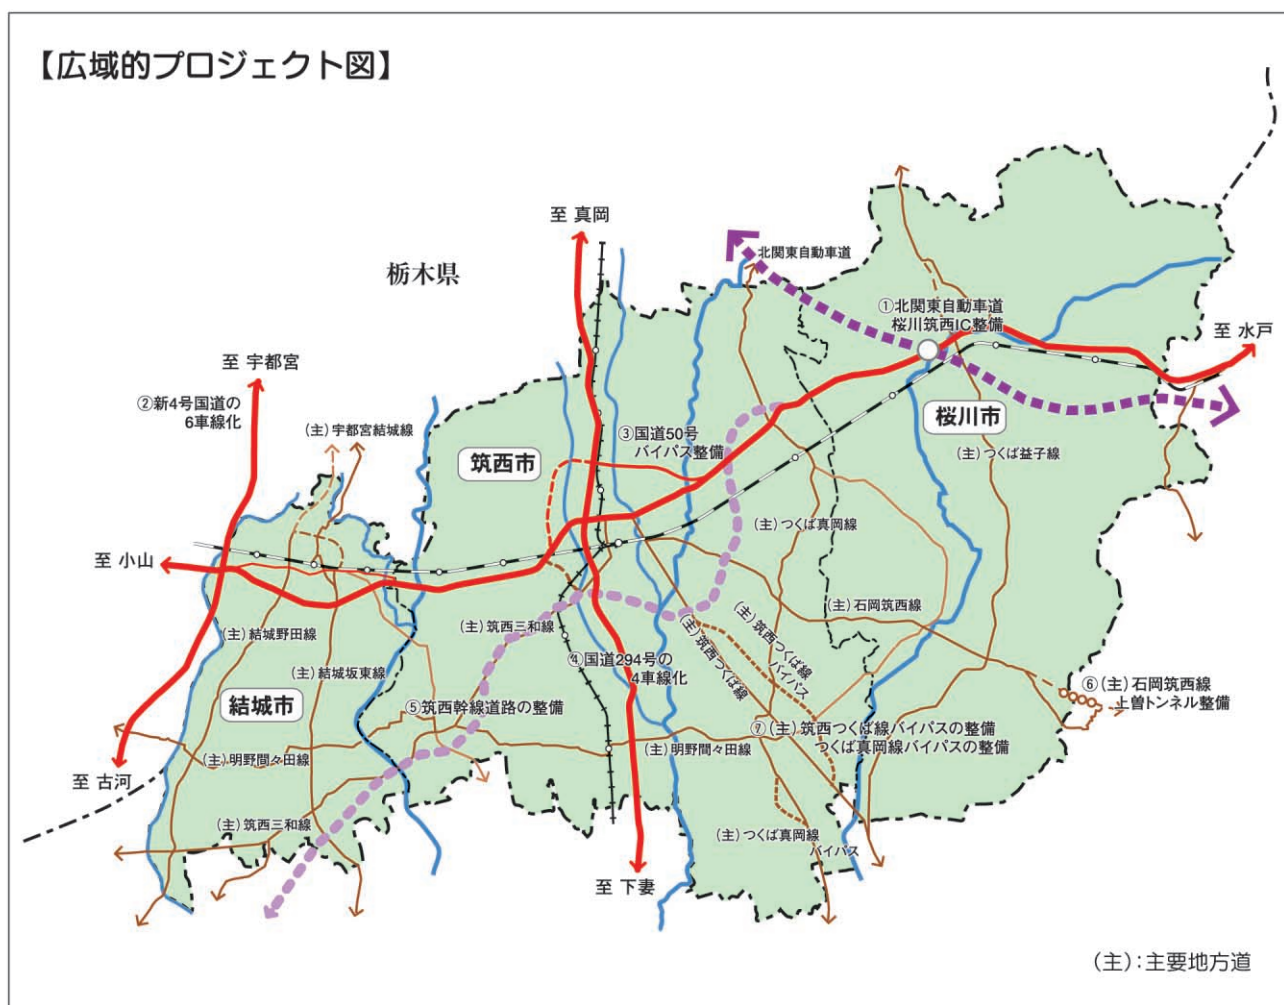 【広域的プロジェクト図】
至 真岡
栃木県
北関東自動車道
①北関東自動車道
桜川筑西IC整備
至 水戸
至 宇都宮
②新4号国道の
6車線化
(主)宇都宮結城線
筑西市
③国道50号
バイパス整備
桜川市
(主)つくば益子線
(主)つくば真岡線
至 小山
(主)結城野田線
(主)筑西三和線
(主)石岡筑西線
(主)筑西つくば線
バイパス
(主)筑西つくば線
(主)結城坂東線
④国道294号の
4車線化
結城市
⑤筑西幹線道路の整備
⑥(主)石岡筑西線
上曽トンネル整備
⑦(主)筑西つくば線バイパスの整備
つくば真岡線バイパスの整備
(主)明野間々田線
(主)明野間々田線
至 古河
(主)筑西三和線
(主)つくば真岡線
バイパス
至 下妻
(主):主要地方道